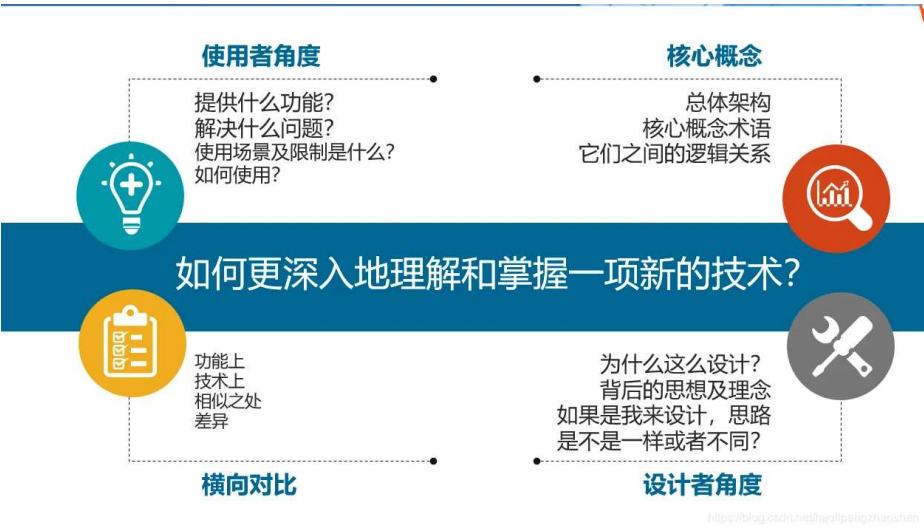 使用者角度
提供什么功能?
解决什么问题?
使用场景及限制是什么?
如何使用?
核心概念
总体架构
核心概念术语
它们之间的逻辑关系
如何更深入地理解和掌握一项新的技术?
功能上
技术上
相似之处
差异
横向对比
为什么这么设计?
背后的思想及理念
如果是我来设计，思路
是不是一样或者不同?
设计者角度